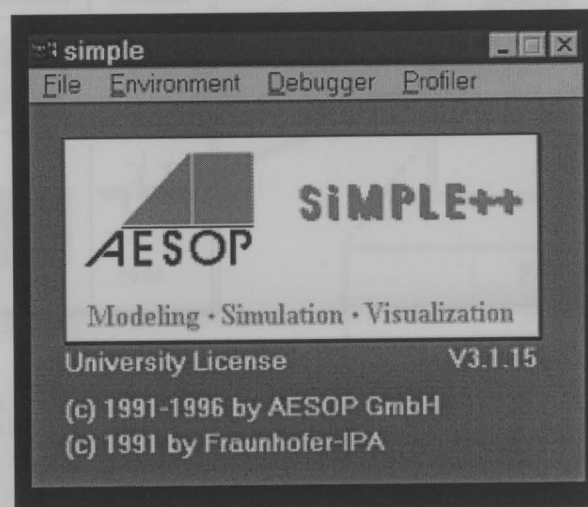 simple
File Environment Debugger Profiler
AESOP
SiMPLE++
Modeling · Simulation · Visualization
University License V3.1.15
(c) 1991-1996 by AESOP GmbH
(c) 1991 by Fraunhofer-IPA